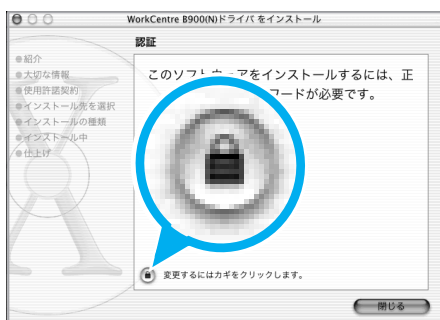 WorkCentre B900(N)ドライバ をインストール
認証
紹介
大切な情報
使用許諾契約
インストール先を選択
インストールの種類
インストール中
仕上げ
このソフトウェアをインストールするには、正
フードが必要です。
変更するにはカギをクリックします。
閉じる